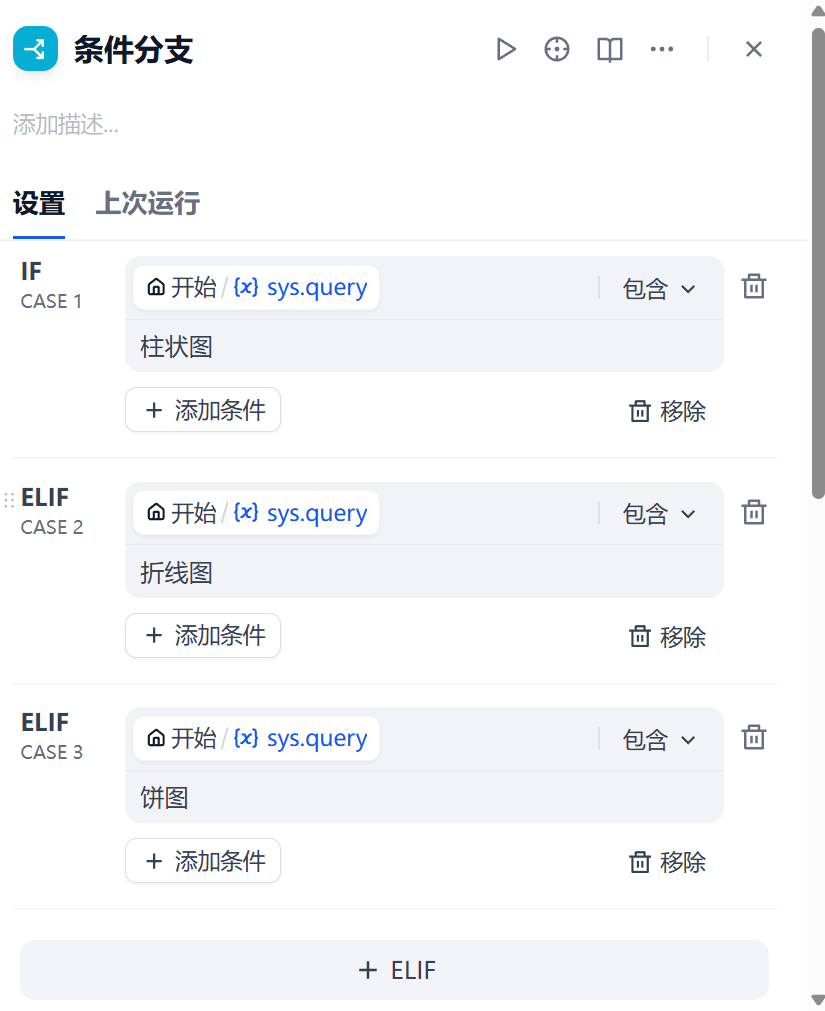 条件分支
添加描述...
设置 上次运行
IF
CASE 1
开始 / {x} sys.query 包含
柱状图
+ 添加条件 移除
ELIF
CASE 2
开始 / {x} sys.query 包含
折线图
+ 添加条件 移除
ELIF
CASE 3
开始 / {x} sys.query 包含
饼图
+ 添加条件 移除
+ ELIF